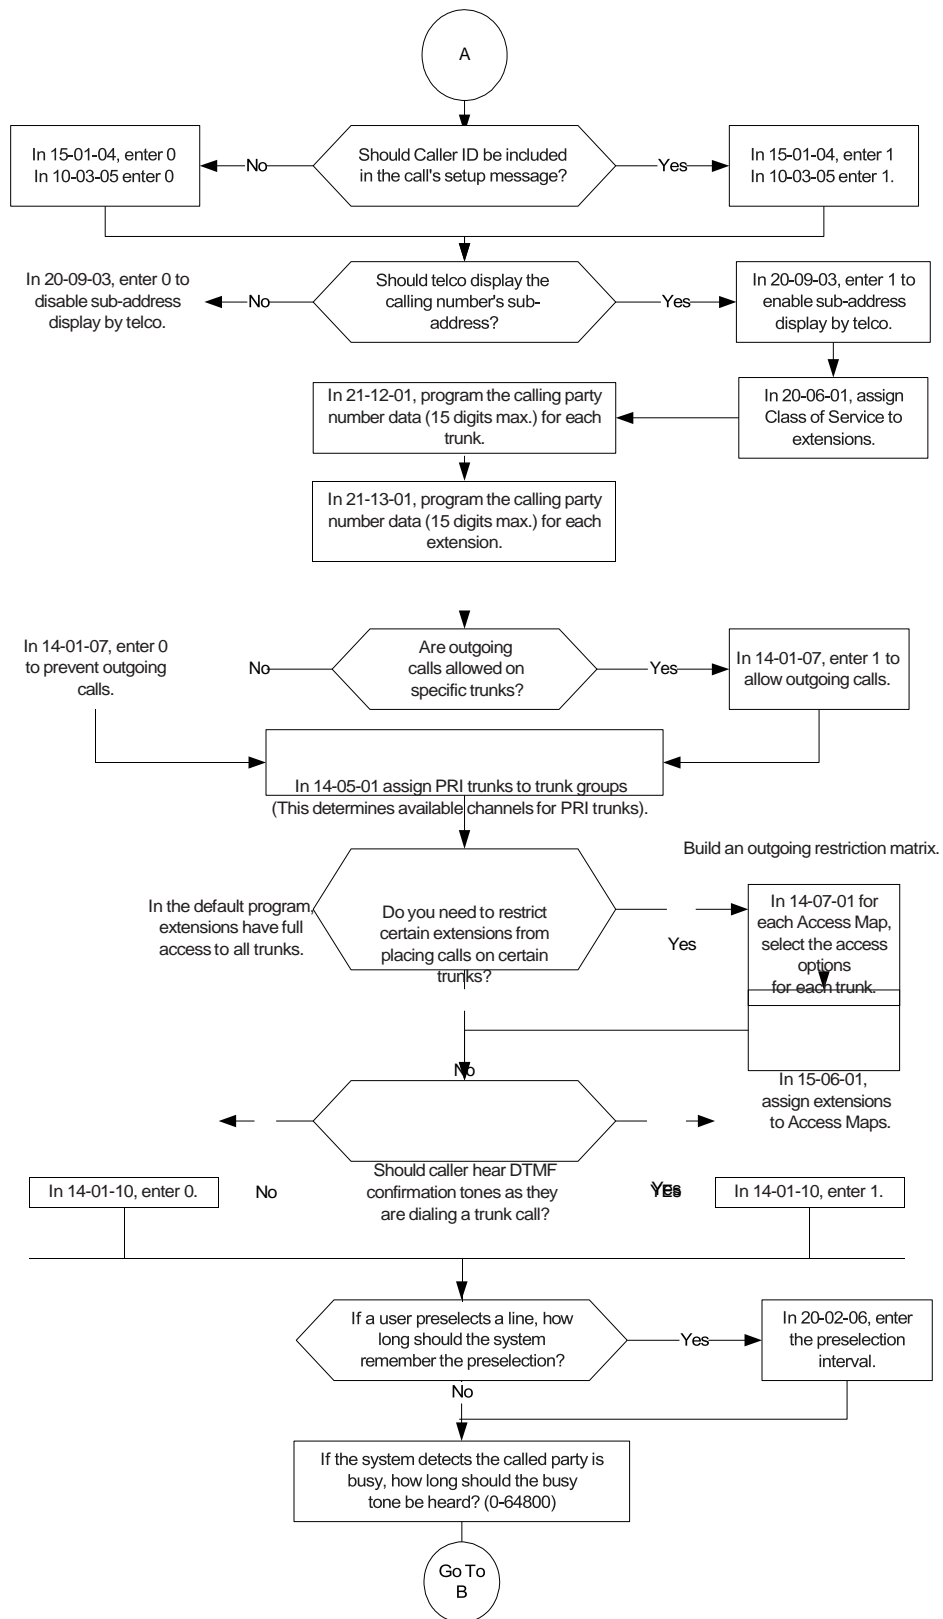 A
Should Caller ID be included
in the call's setup message?
No
Yes
In 15-01-04, enter 0
In 10-03-05 enter 0
In 15-01-04, enter 1
In 10-03-05 enter 1.
In 20-09-03, enter 0 to
disable sub-address
display by telco.
No
Should telco display the
calling number's sub-
address?
Yes
In 20-09-03, enter 1 to
enable sub-address
display by telco.
In 21-12-01, program the calling party
number data (15 digits max.) for each
trunk.
In 20-06-01, assign
Class of Service to
extensions.
In 21-13-01, program the calling party
number data (15 digits max.) for each
extension.
In 14-01-07, enter 0
to prevent outgoing
calls.
No
Are outgoing
calls allowed on
specific trunks?
Yes
In 14-01-07, enter 1 to
allow outgoing calls.
In 14-05-01 assign PRI trunks to trunk groups
(This determines available channels for PRI trunks).
Build an outgoing restriction matrix.
In the default program,
extensions have full
access to all trunks.
Do you need to restrict
certain extensions from
placing calls on certain
trunks?
Yes
In 14-07-01 for
each Access Map,
select the access
options
for each trunk.
No
In 15-06-01,
assign extensions
to Access Maps.
Should caller hear DTMF
confirmation tones as they
are dialing a trunk call?
In 14-01-10, enter 0.
No
Yes
YEs
In 14-01-10, enter 1.
If a user preselects a line, how
long should the system
remember the preselection?
Yes
In 20-02-06, enter
the preselection
interval.
No
If the system detects the called party is
busy, how long should the busy
tone be heard? (0-64800)
Go To
B